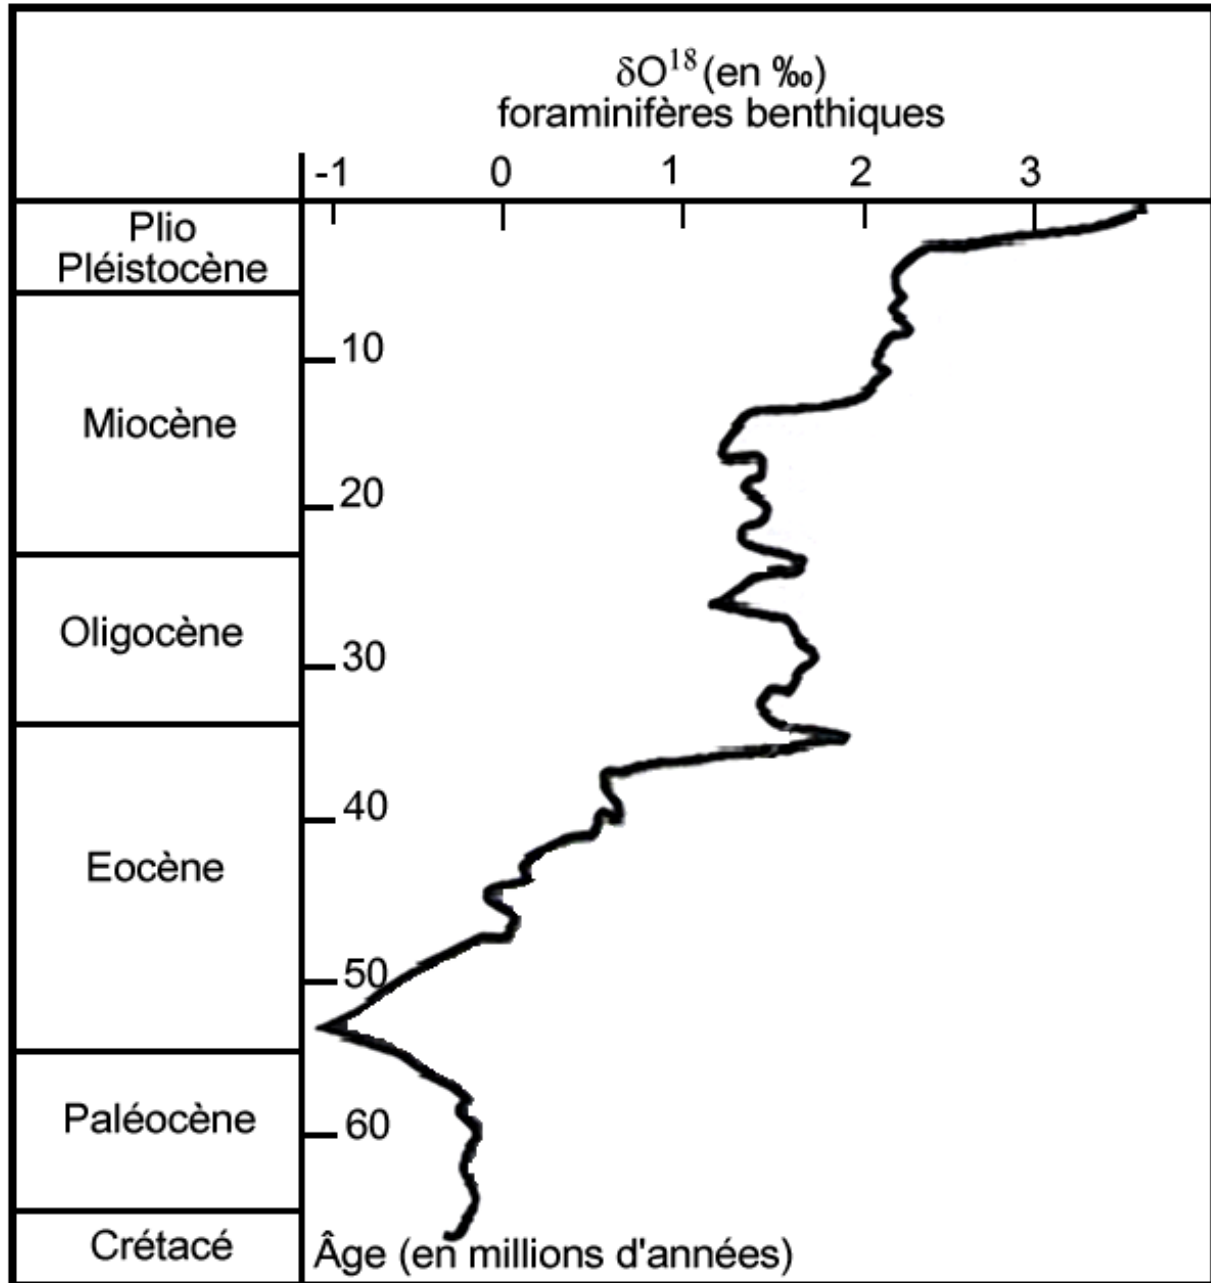 δO¹⁸ (en ‰)
foraminifères benthiques
-1 0 1 2 3
Plio
Pléistocène
10
Miocène
20
Oligocène
30
40
Eocène
50
Paléocène
60
Crétacé
Âge (en millions d'années)